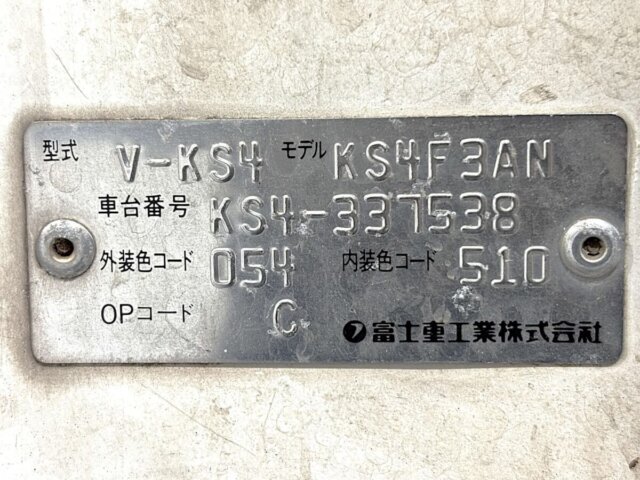 型式 V-KS4 モデル KS4F3AN
車台番号 KS4-337538
外装色コード 054 内装色コード 510
OPコード C 富士重工業株式会社